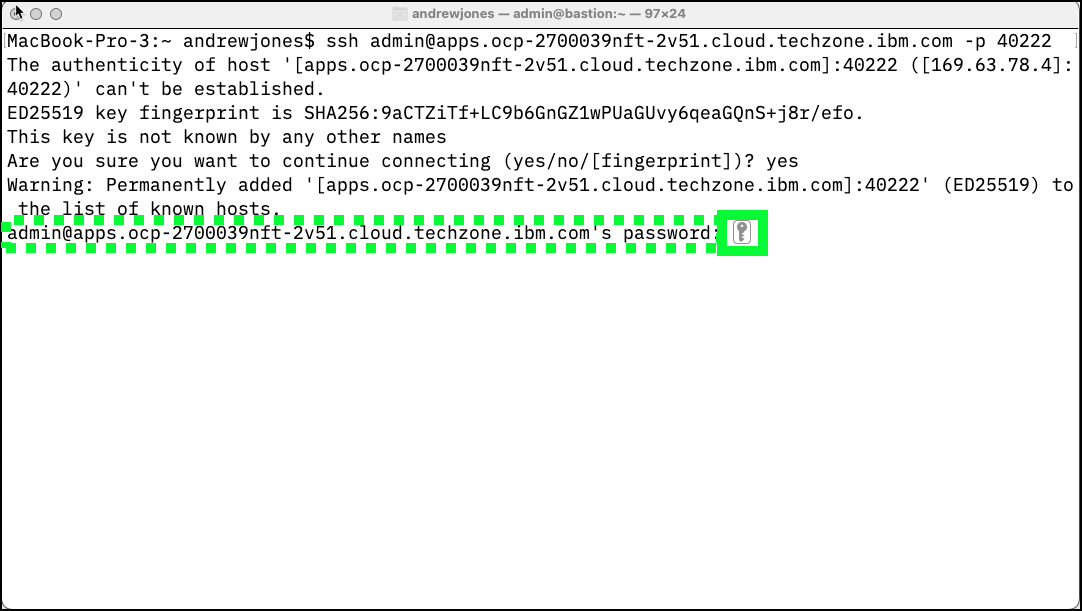 andrewjones — admin@bastion:~ — 97×24
MacBook-Pro-3:~ andrewjones$ ssh admin@apps.ocp-2700039nft-2v51.cloud.techzone.ibm.com -p 40222
The authenticity of host '[apps.ocp-2700039nft-2v51.cloud.techzone.ibm.com]:40222 ([169.63.78.4]:
40222)' can't be established.
ED25519 key fingerprint is SHA256:9aCTZiTf+LC9b6GnGZ1wPUaGUvy6qeaGQnS+j8r/efo.
This key is not known by any other names
Are you sure you want to continue connecting (yes/no/[fingerprint])? yes
Warning: Permanently added '[apps.ocp-2700039nft-2v51.cloud.techzone.ibm.com]:40222' (ED25519) to
the list of known hosts.
admin@apps.ocp-2700039nft-2v51.cloud.techzone.ibm.com's password: